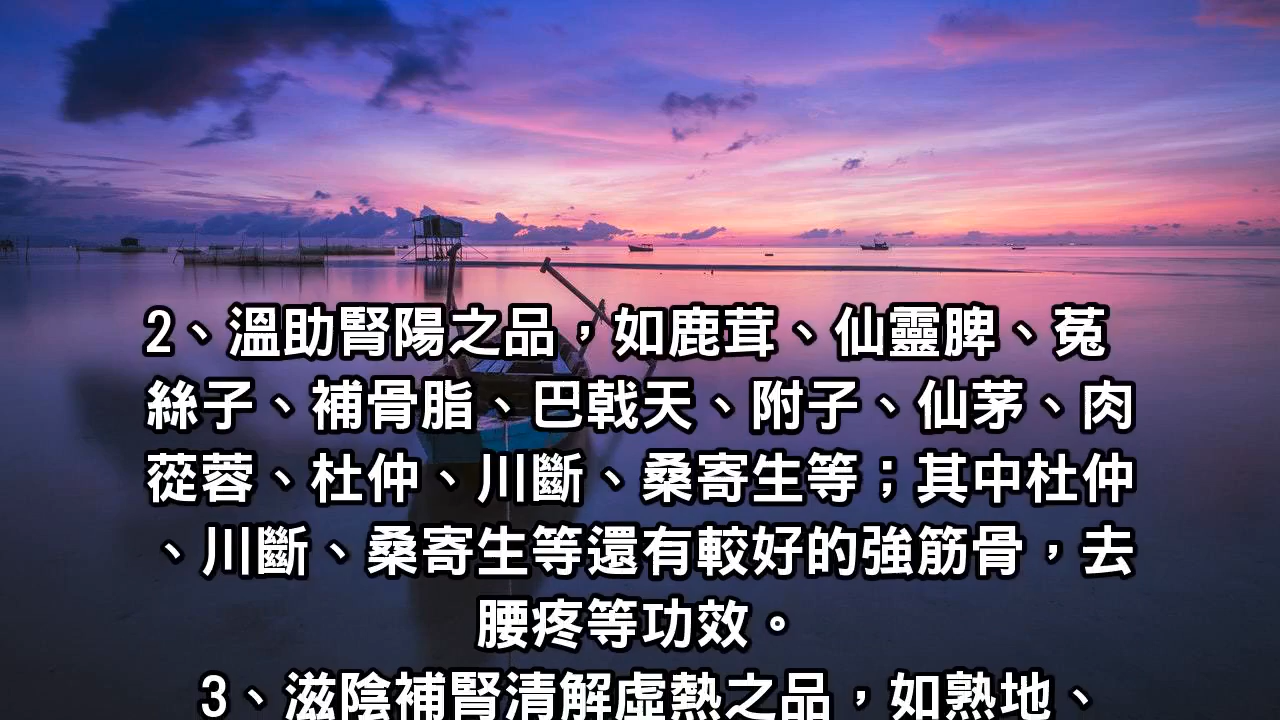 2、溫助腎陽之品，如鹿茸、仙靈脾、菟
絲子、補骨脂、巴戟天、附子、仙茅、肉
蓯蓉、杜仲、川斷、桑寄生等；其中杜仲
、川斷、桑寄生等還有較好的強筋骨，去
腰疼等功效。
3、滋陰補腎清解虛熱之品，如熟地、